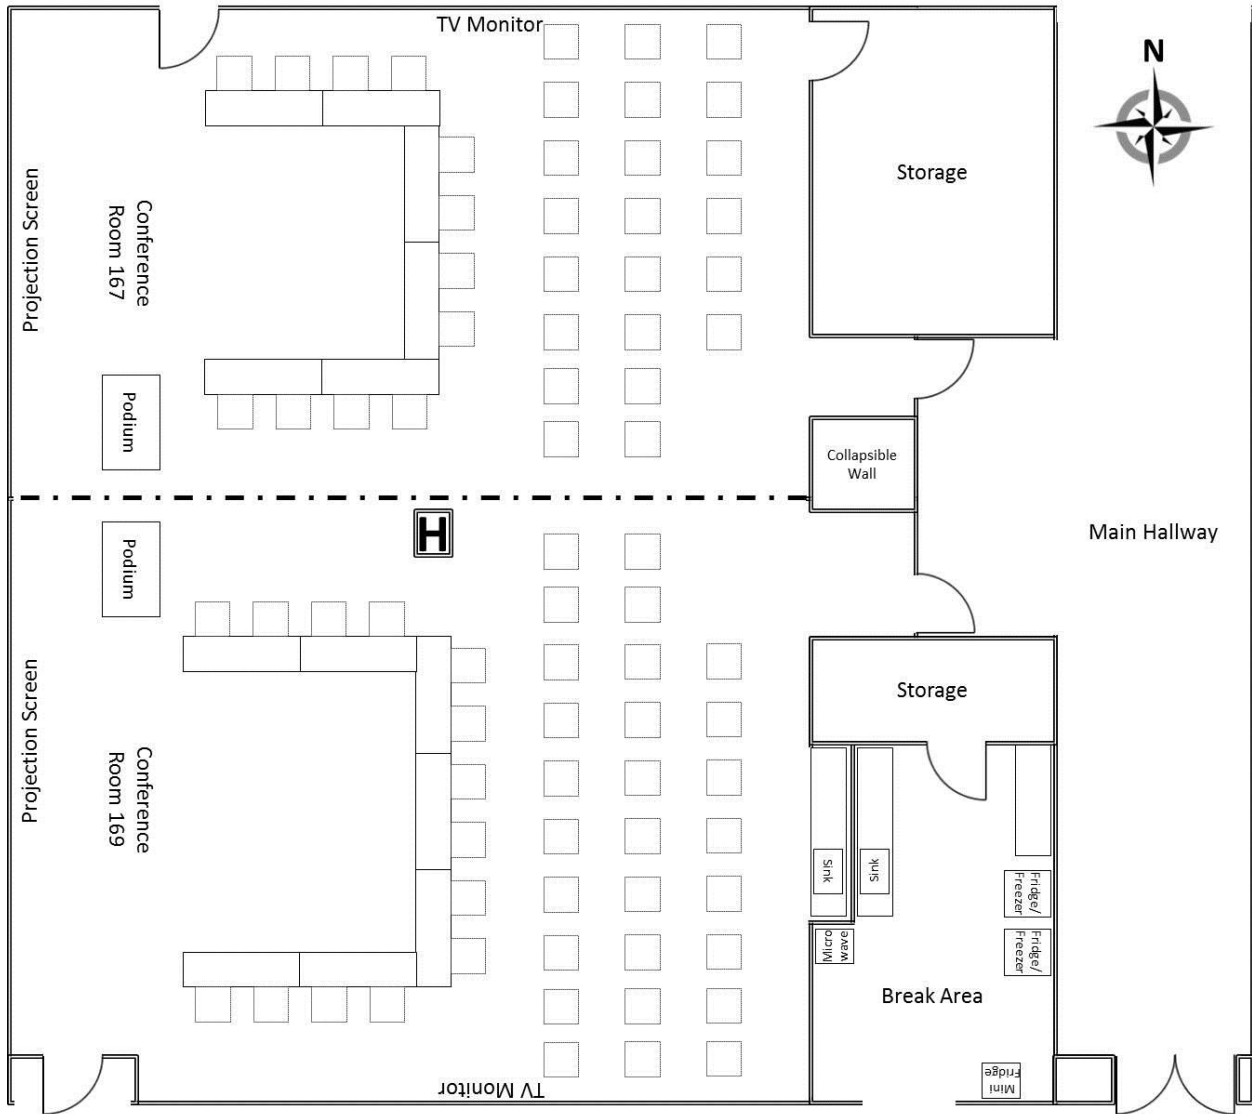 TV Monitor
N
Storage
Projection Screen
Conference
Room 167
Podium
Collapsible
Wall
H
Main Hallway
Podium
Storage
Projection Screen
Conference
Room 169
Sink
Sink
Fridge/
Freezer
Micro
wave
Fridge/
Freezer
Break Area
Mini
Fridge
TV Monitor